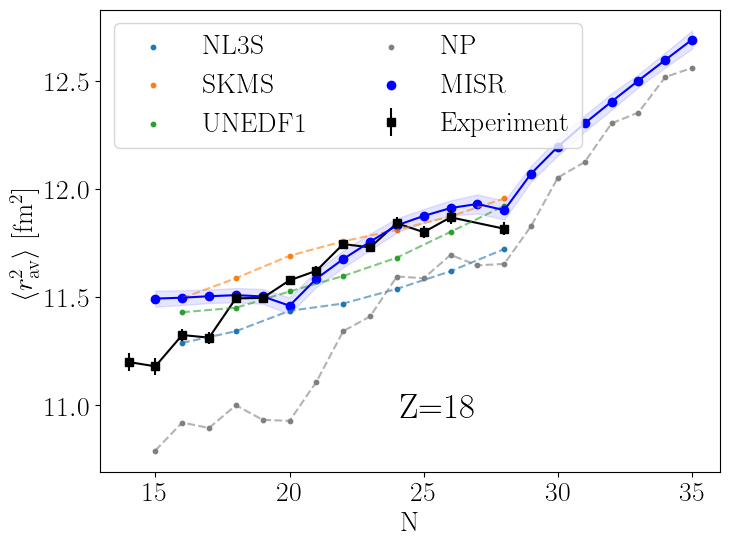 NL3S
SKMS
UNEDF1
NP
MISR
Experiment
12.5
12.0
11.5
11.0
⟨r²av⟩ [fm²]
Z=18
15 20 25 30 35
N